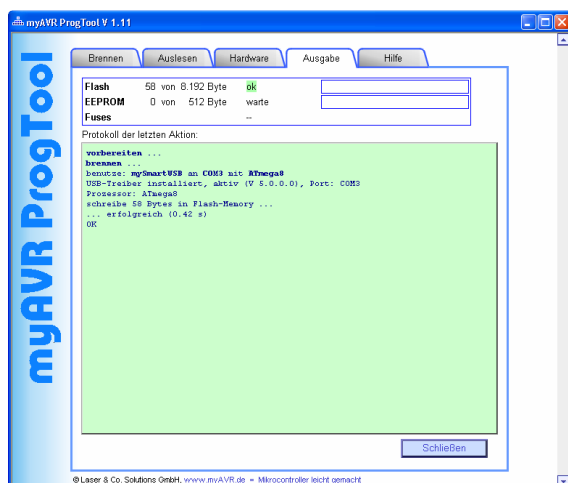 myAVR ProgTool V 1.11
Brennen Auslesen Hardware Ausgabe Hilfe
myAVR ProgTool
Flash 58 von 8.192 Byte ok
EEPROM 0 von 512 Byte warte
Fuses --
Protokoll der letzten Aktion:
vorbereiten ...
brennen ...
benutze: mySmartUSB an COM3 mit ATmega8
USB-Treiber installiert, aktiv (V 5.0.0.0), Port: COM3
Prozessor: ATmega8
schreibe 58 Bytes in Flash-Memory ...
... erfolgreich (0.42 s)
OK
Schließen
© Laser & Co. Solutions GmbH, www.myAVR.de = Mikrocontroller leicht gemacht